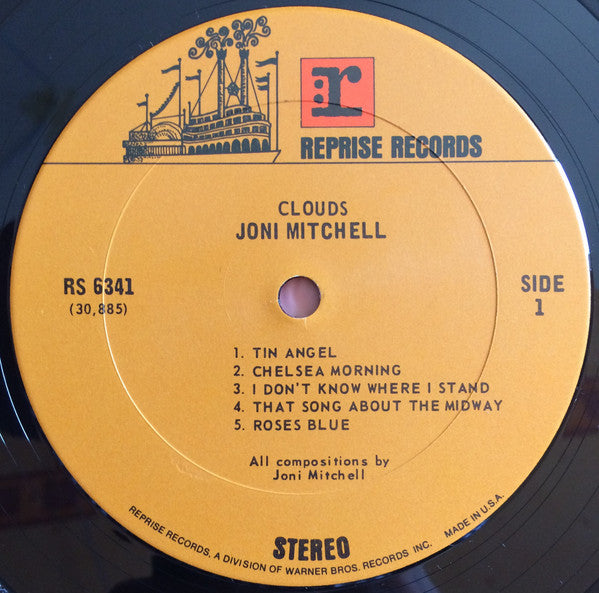 r
REPRISE RECORDS
CLOUDS
JONI MITCHELL
RS 6341
(30,885)
SIDE
1
1. TIN ANGEL
2. CHELSEA MORNING
3. I DON'T KNOW WHERE I STAND
4. THAT SONG ABOUT THE MIDWAY
5. ROSES BLUE
All compositions by
Joni Mitchell
STEREO
REPRISE RECORDS, A DIVISION OF WARNER BROS. RECORDS INC. MADE IN U.S.A.